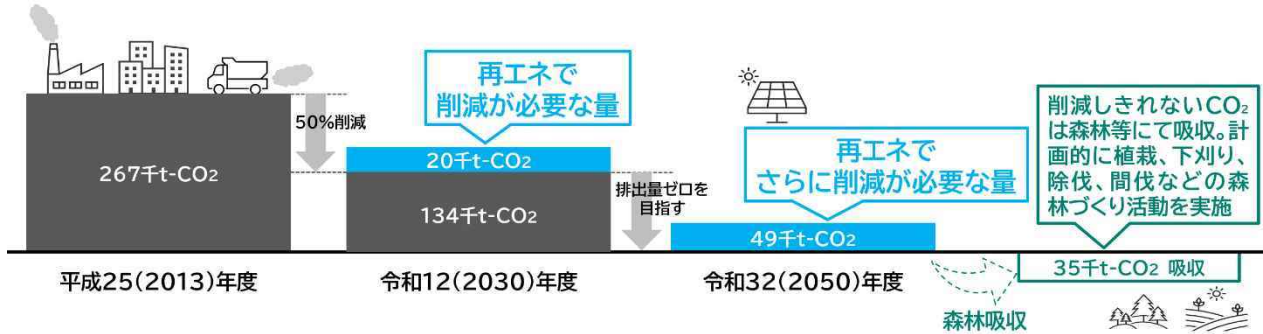 267千t-CO₂
平成25(2013)年度
50%削減
再エネで
削減が必要な量
20千t-CO₂
134千t-CO₂
令和12(2030)年度
排出量ゼロを
目指す
再エネで
さらに削減が必要な量
49千t-CO₂
令和32(2050)年度
削減しきれないCO₂
は森林等にて吸収。計
画的に植栽、下刈り、
除伐、間伐などの森
林づくり活動を実施
35千t-CO₂ 吸収
森林吸収